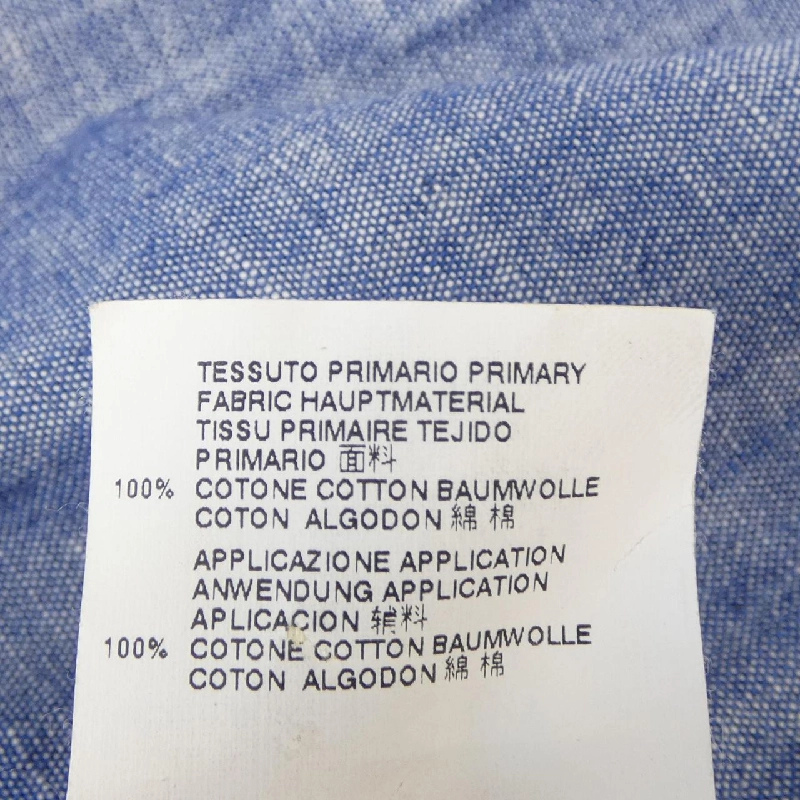 TESSUTO PRIMARIO PRIMARY
FABRIC HAUPTMATERIAL
TISSU PRIMAIRE TEJIDO
PRIMARIO 面料
100% COTONE COTTON BAUMWOLLE
COTON ALGODON 綿 棉
APPLICAZIONE APPLICATION
ANWENDUNG APPLICATION
APLICACION 辅料
100% COTONE COTTON BAUMWOLLE
COTON ALGODON 綿 棉